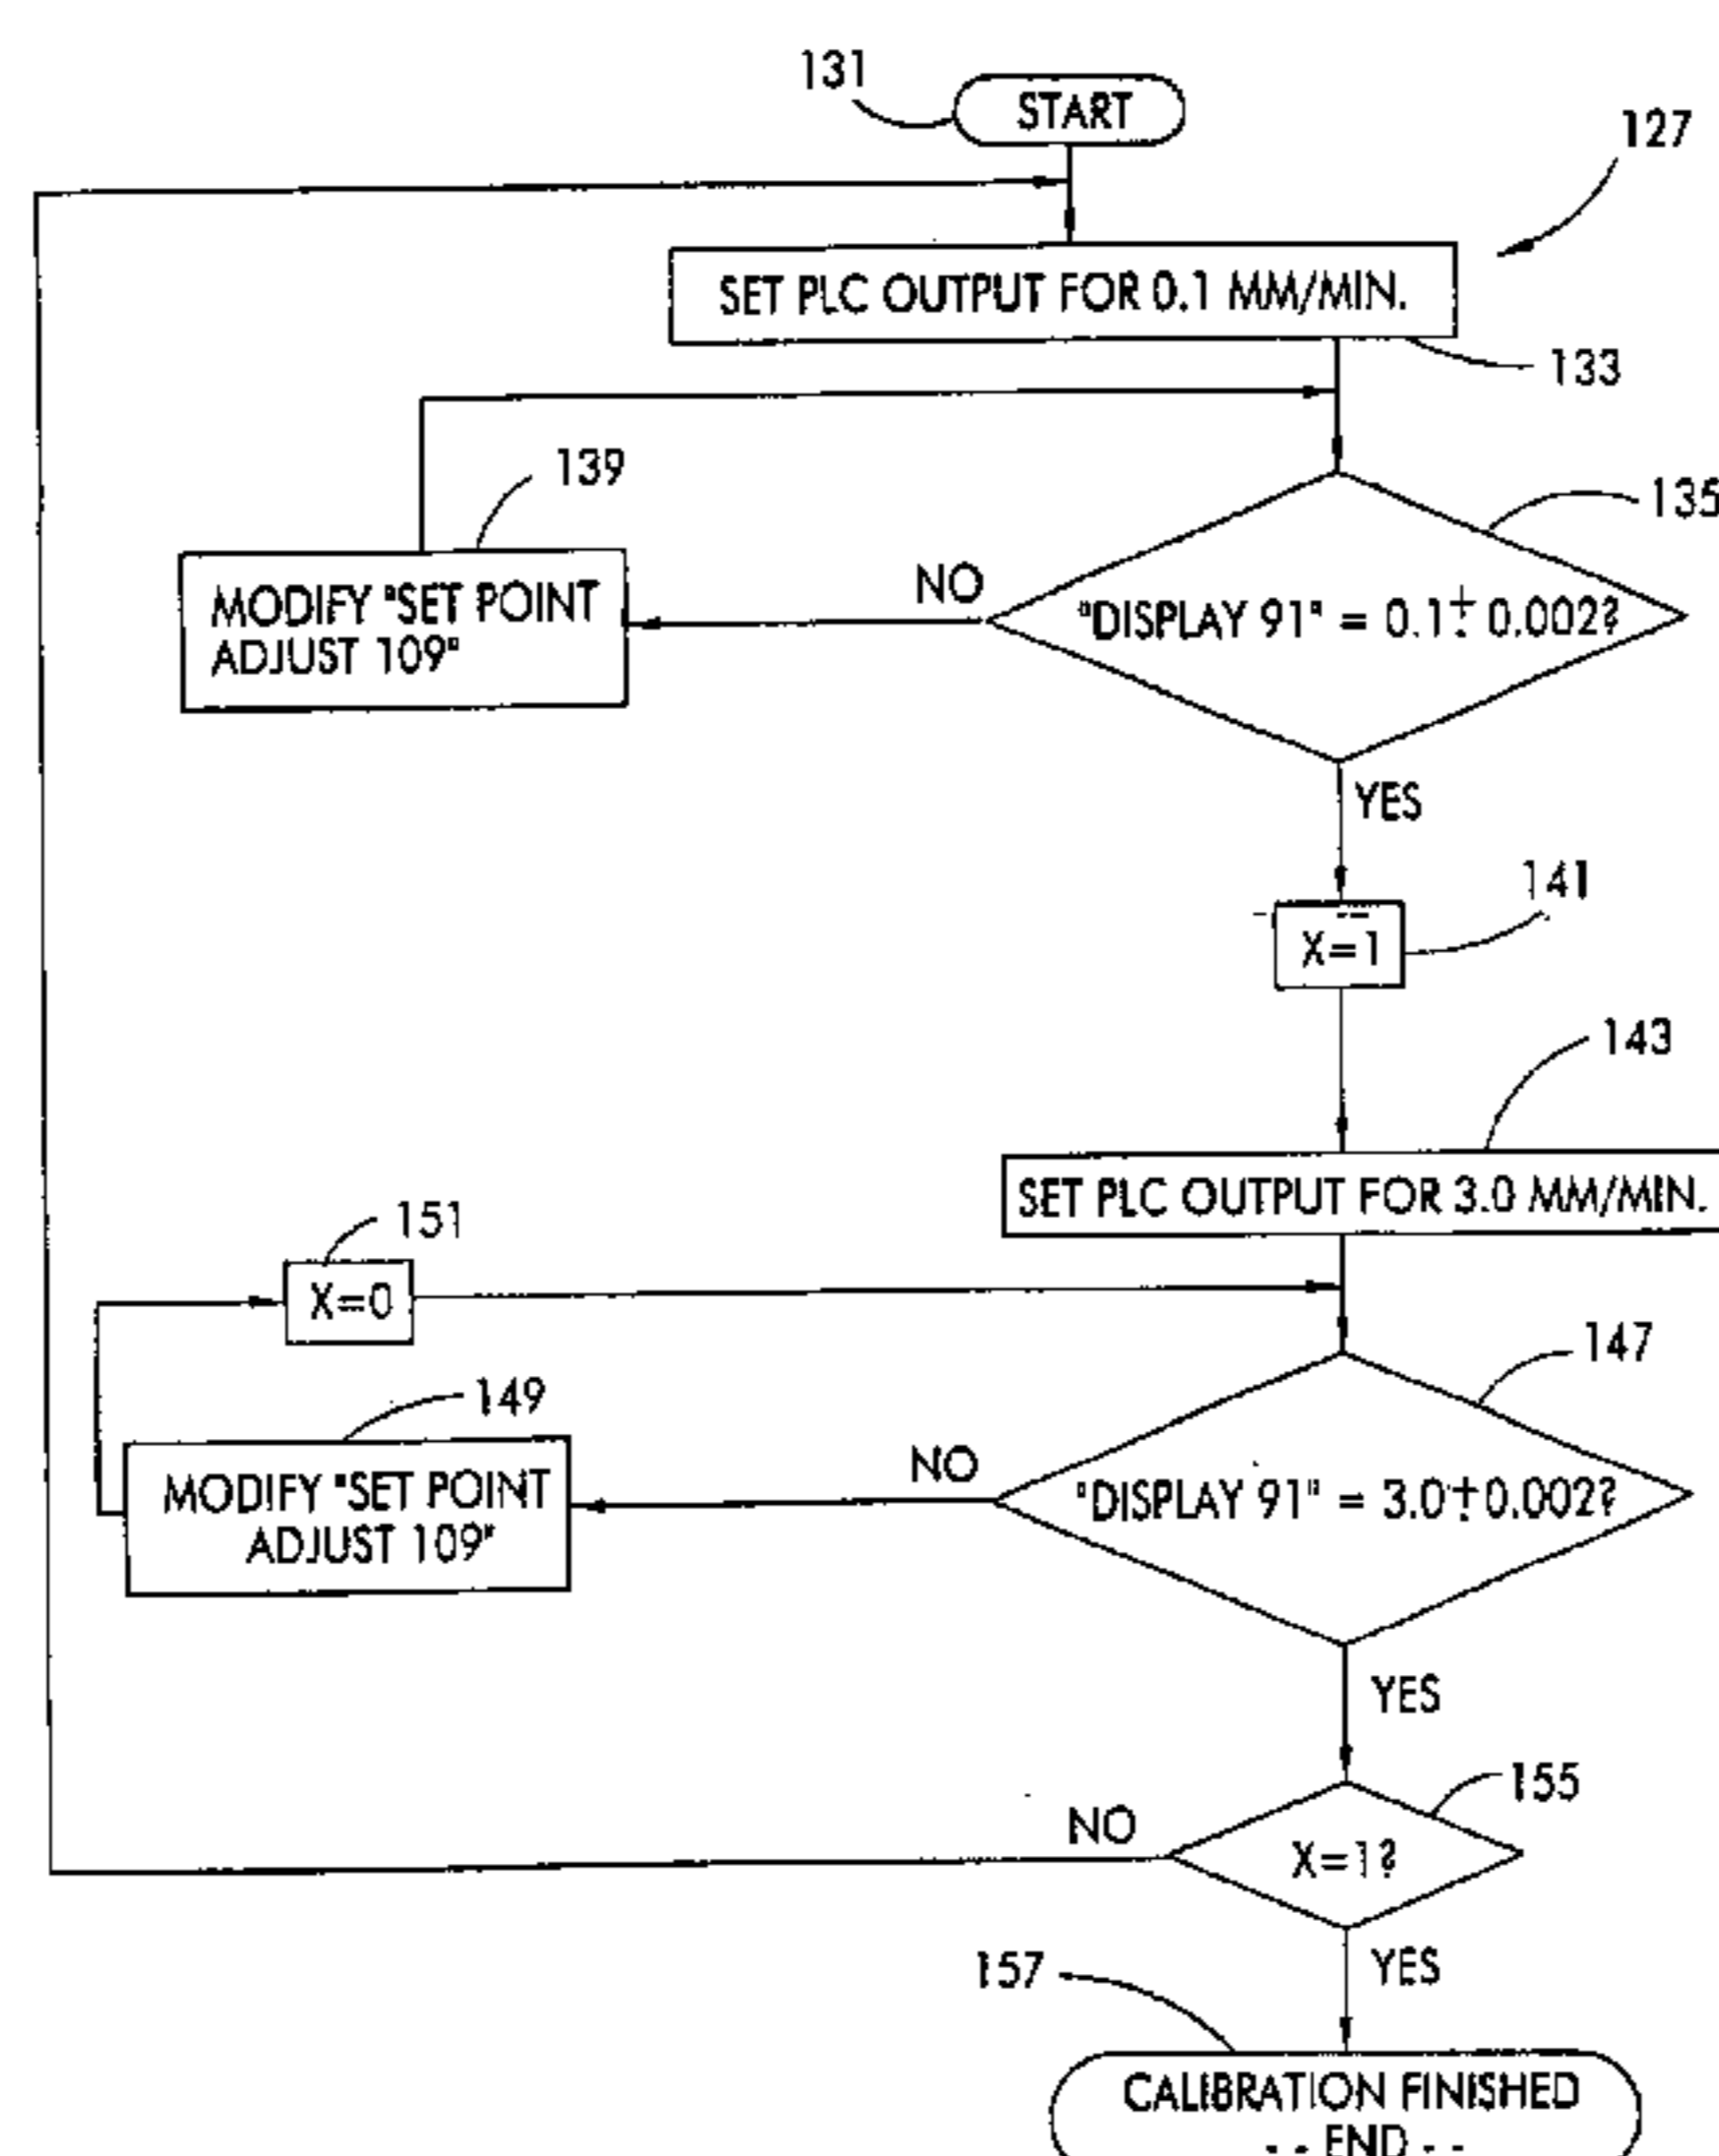 131
START
127
SET PLC OUTPUT FOR 0.1 MM/MIN.
133
139
135
MODIFY "SET POINT
ADJUST 109"
NO
"DISPLAY 91" = 0.1 ± 0.002?
YES
141
X=1
143
SET PLC OUTPUT FOR 3.0 MM/MIN.
151
X=0
147
149
MODIFY "SET POINT
ADJUST 109"
NO
"DISPLAY 91" = 3.0 ± 0.002?
YES
155
NO
X=1?
YES
157
CALIBRATION FINISHED
-- END --